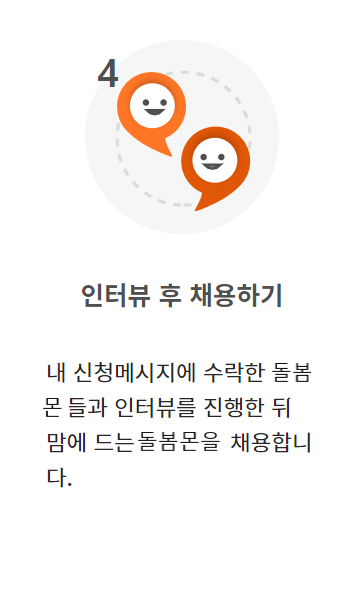 4
인터뷰 후 채용하기
내 신청메시지에 수락한 돌봄
몬 들과 인터뷰를 진행한 뒤
맘에 드는돌봄몬을 채용합니
다.